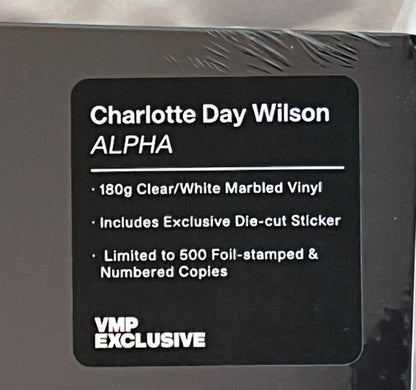 Charlotte Day Wilson
ALPHA
· 180g Clear/White Marbled Vinyl
· Includes Exclusive Die-cut Sticker
· Limited to 500 Foil-stamped &
Numbered Copies
VMP
EXCLUSIVE